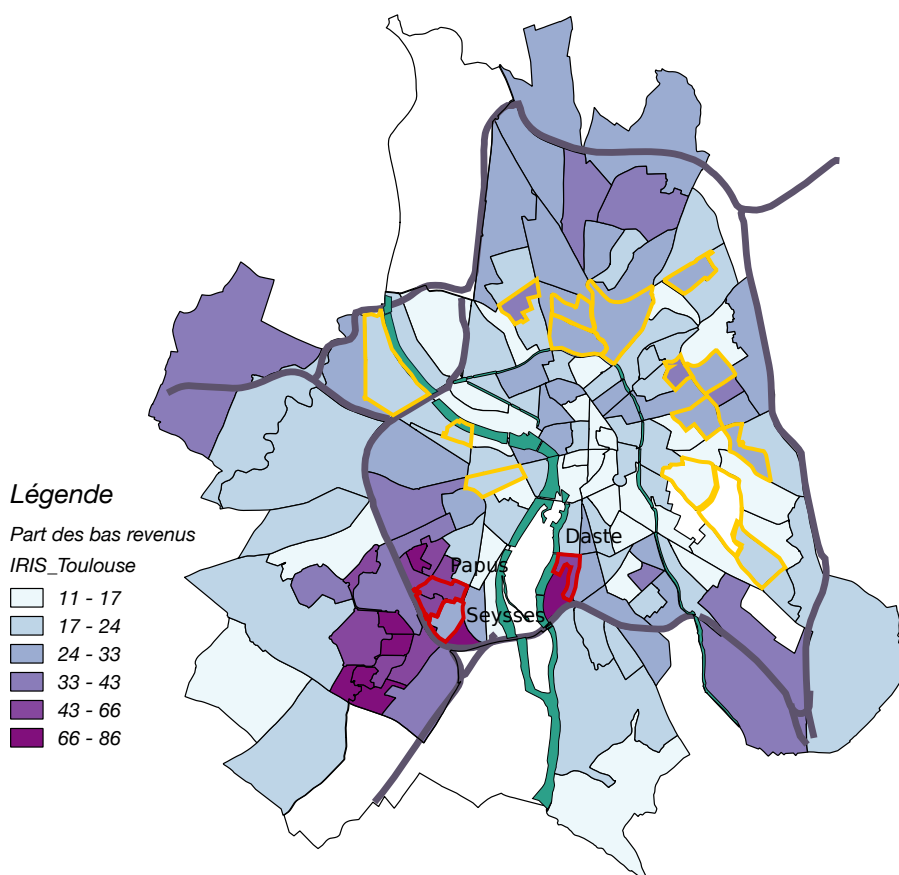 Daste
Papus
Seysses
Légende
Part des bas revenus
IRIS_Toulouse
11 - 17
17 - 24
24 - 33
33 - 43
43 - 66
66 - 86